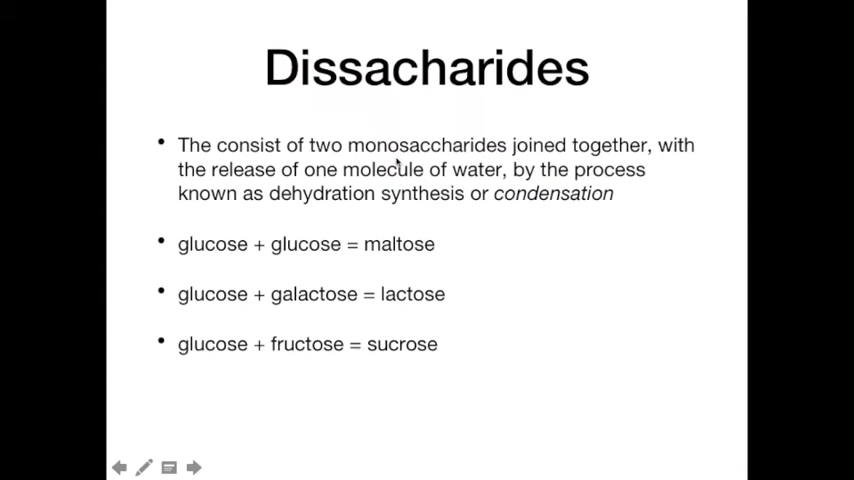 Dissacharides
• The consist of two monosaccharides joined together, with
the release of one molecule of water, by the process
known as dehydration synthesis or condensation
• glucose + glucose = maltose
• glucose + galactose = lactose
• glucose + fructose = sucrose